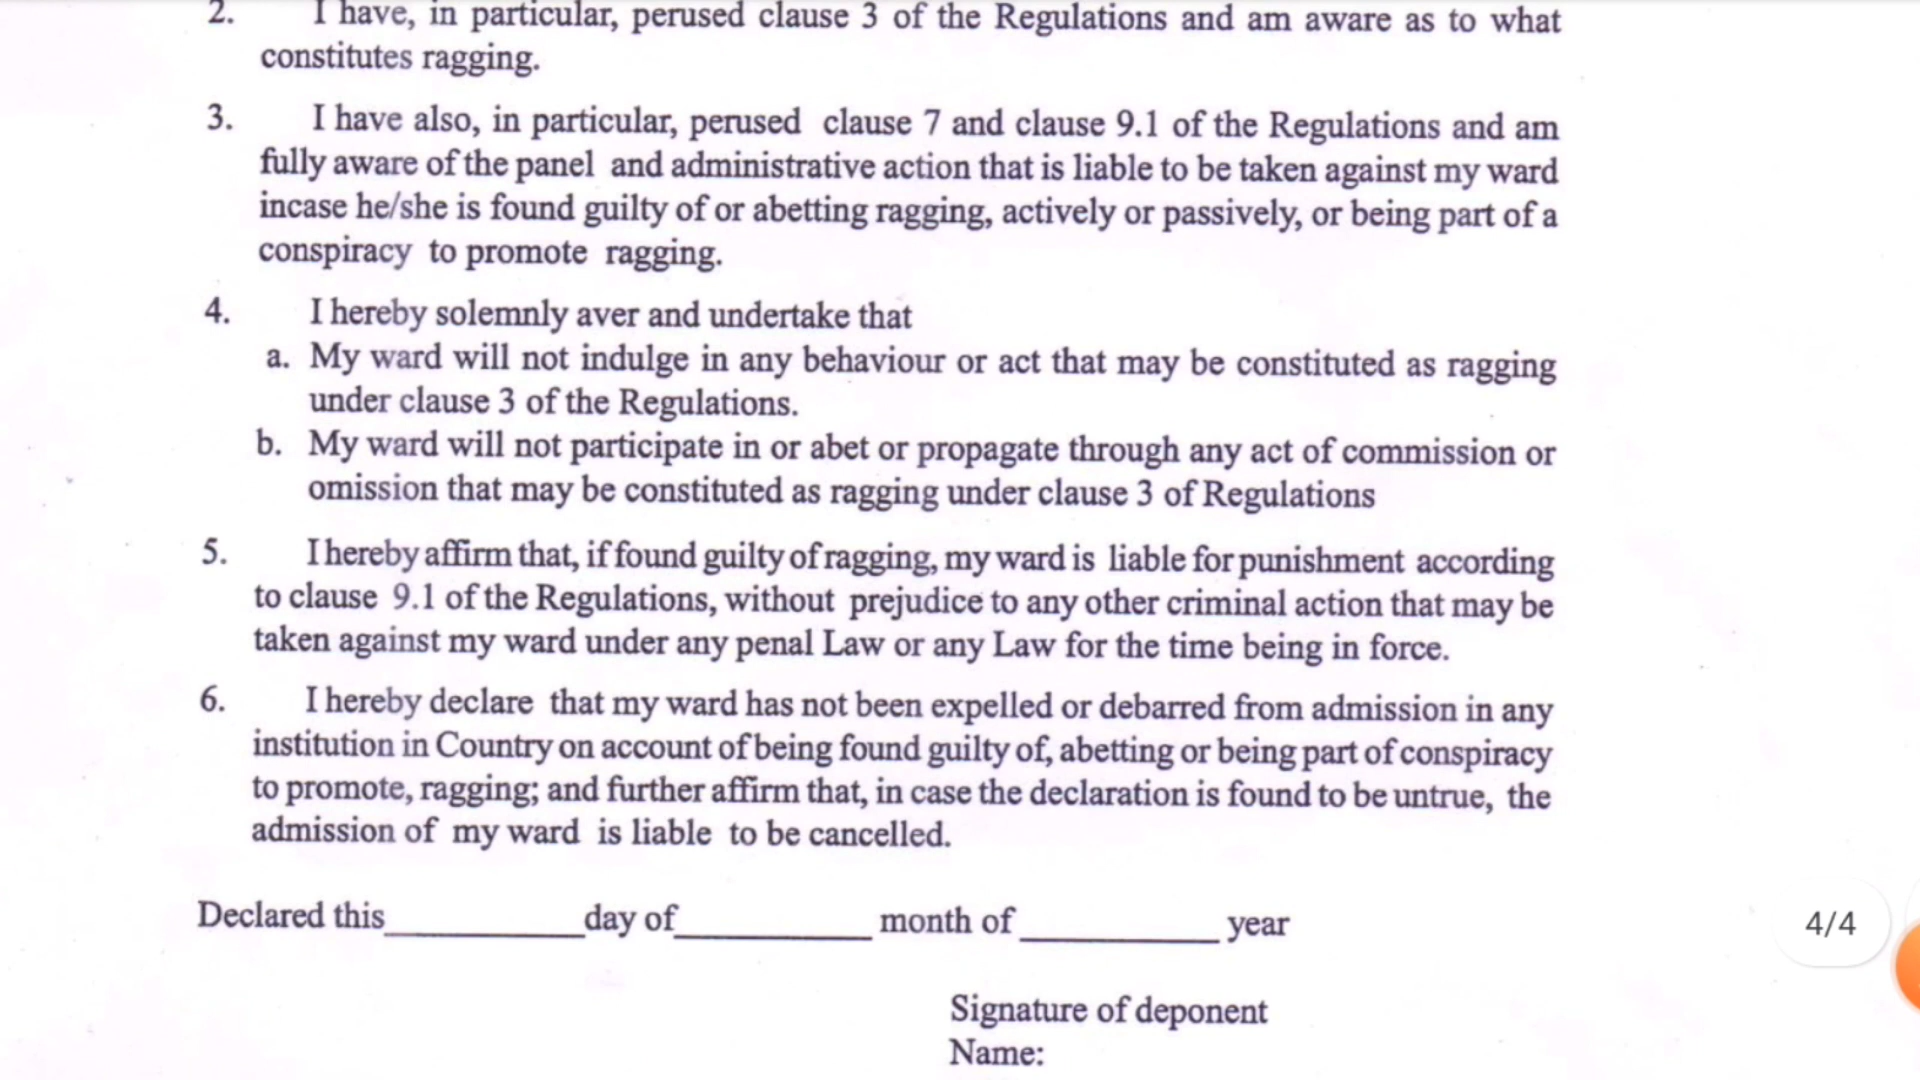 2. I have, in particular, perused clause 3 of the Regulations and am aware as to what
constitutes ragging.
3. I have also, in particular, perused clause 7 and clause 9.1 of the Regulations and am
fully aware of the panel and administrative action that is liable to be taken against my ward
incase he/she is found guilty of or abetting ragging, actively or passively, or being part of a
conspiracy to promote ragging.
4. I hereby solemnly aver and undertake that
a. My ward will not indulge in any behaviour or act that may be constituted as ragging
under clause 3 of the Regulations.
b. My ward will not participate in or abet or propagate through any act of commission or
omission that may be constituted as ragging under clause 3 of Regulations
5. I hereby affirm that, if found guilty of ragging, my ward is liable for punishment according
to clause 9.1 of the Regulations, without prejudice to any other criminal action that may be
taken against my ward under any penal Law or any Law for the time being in force.
6. I hereby declare that my ward has not been expelled or debarred from admission in any
institution in Country on account of being found guilty of, abetting or being part of conspiracy
to promote, ragging; and further affirm that, in case the declaration is found to be untrue, the
admission of my ward is liable to be cancelled.
Declared this__________day of__________ month of __________ year
4/4
Signature of deponent
Name: